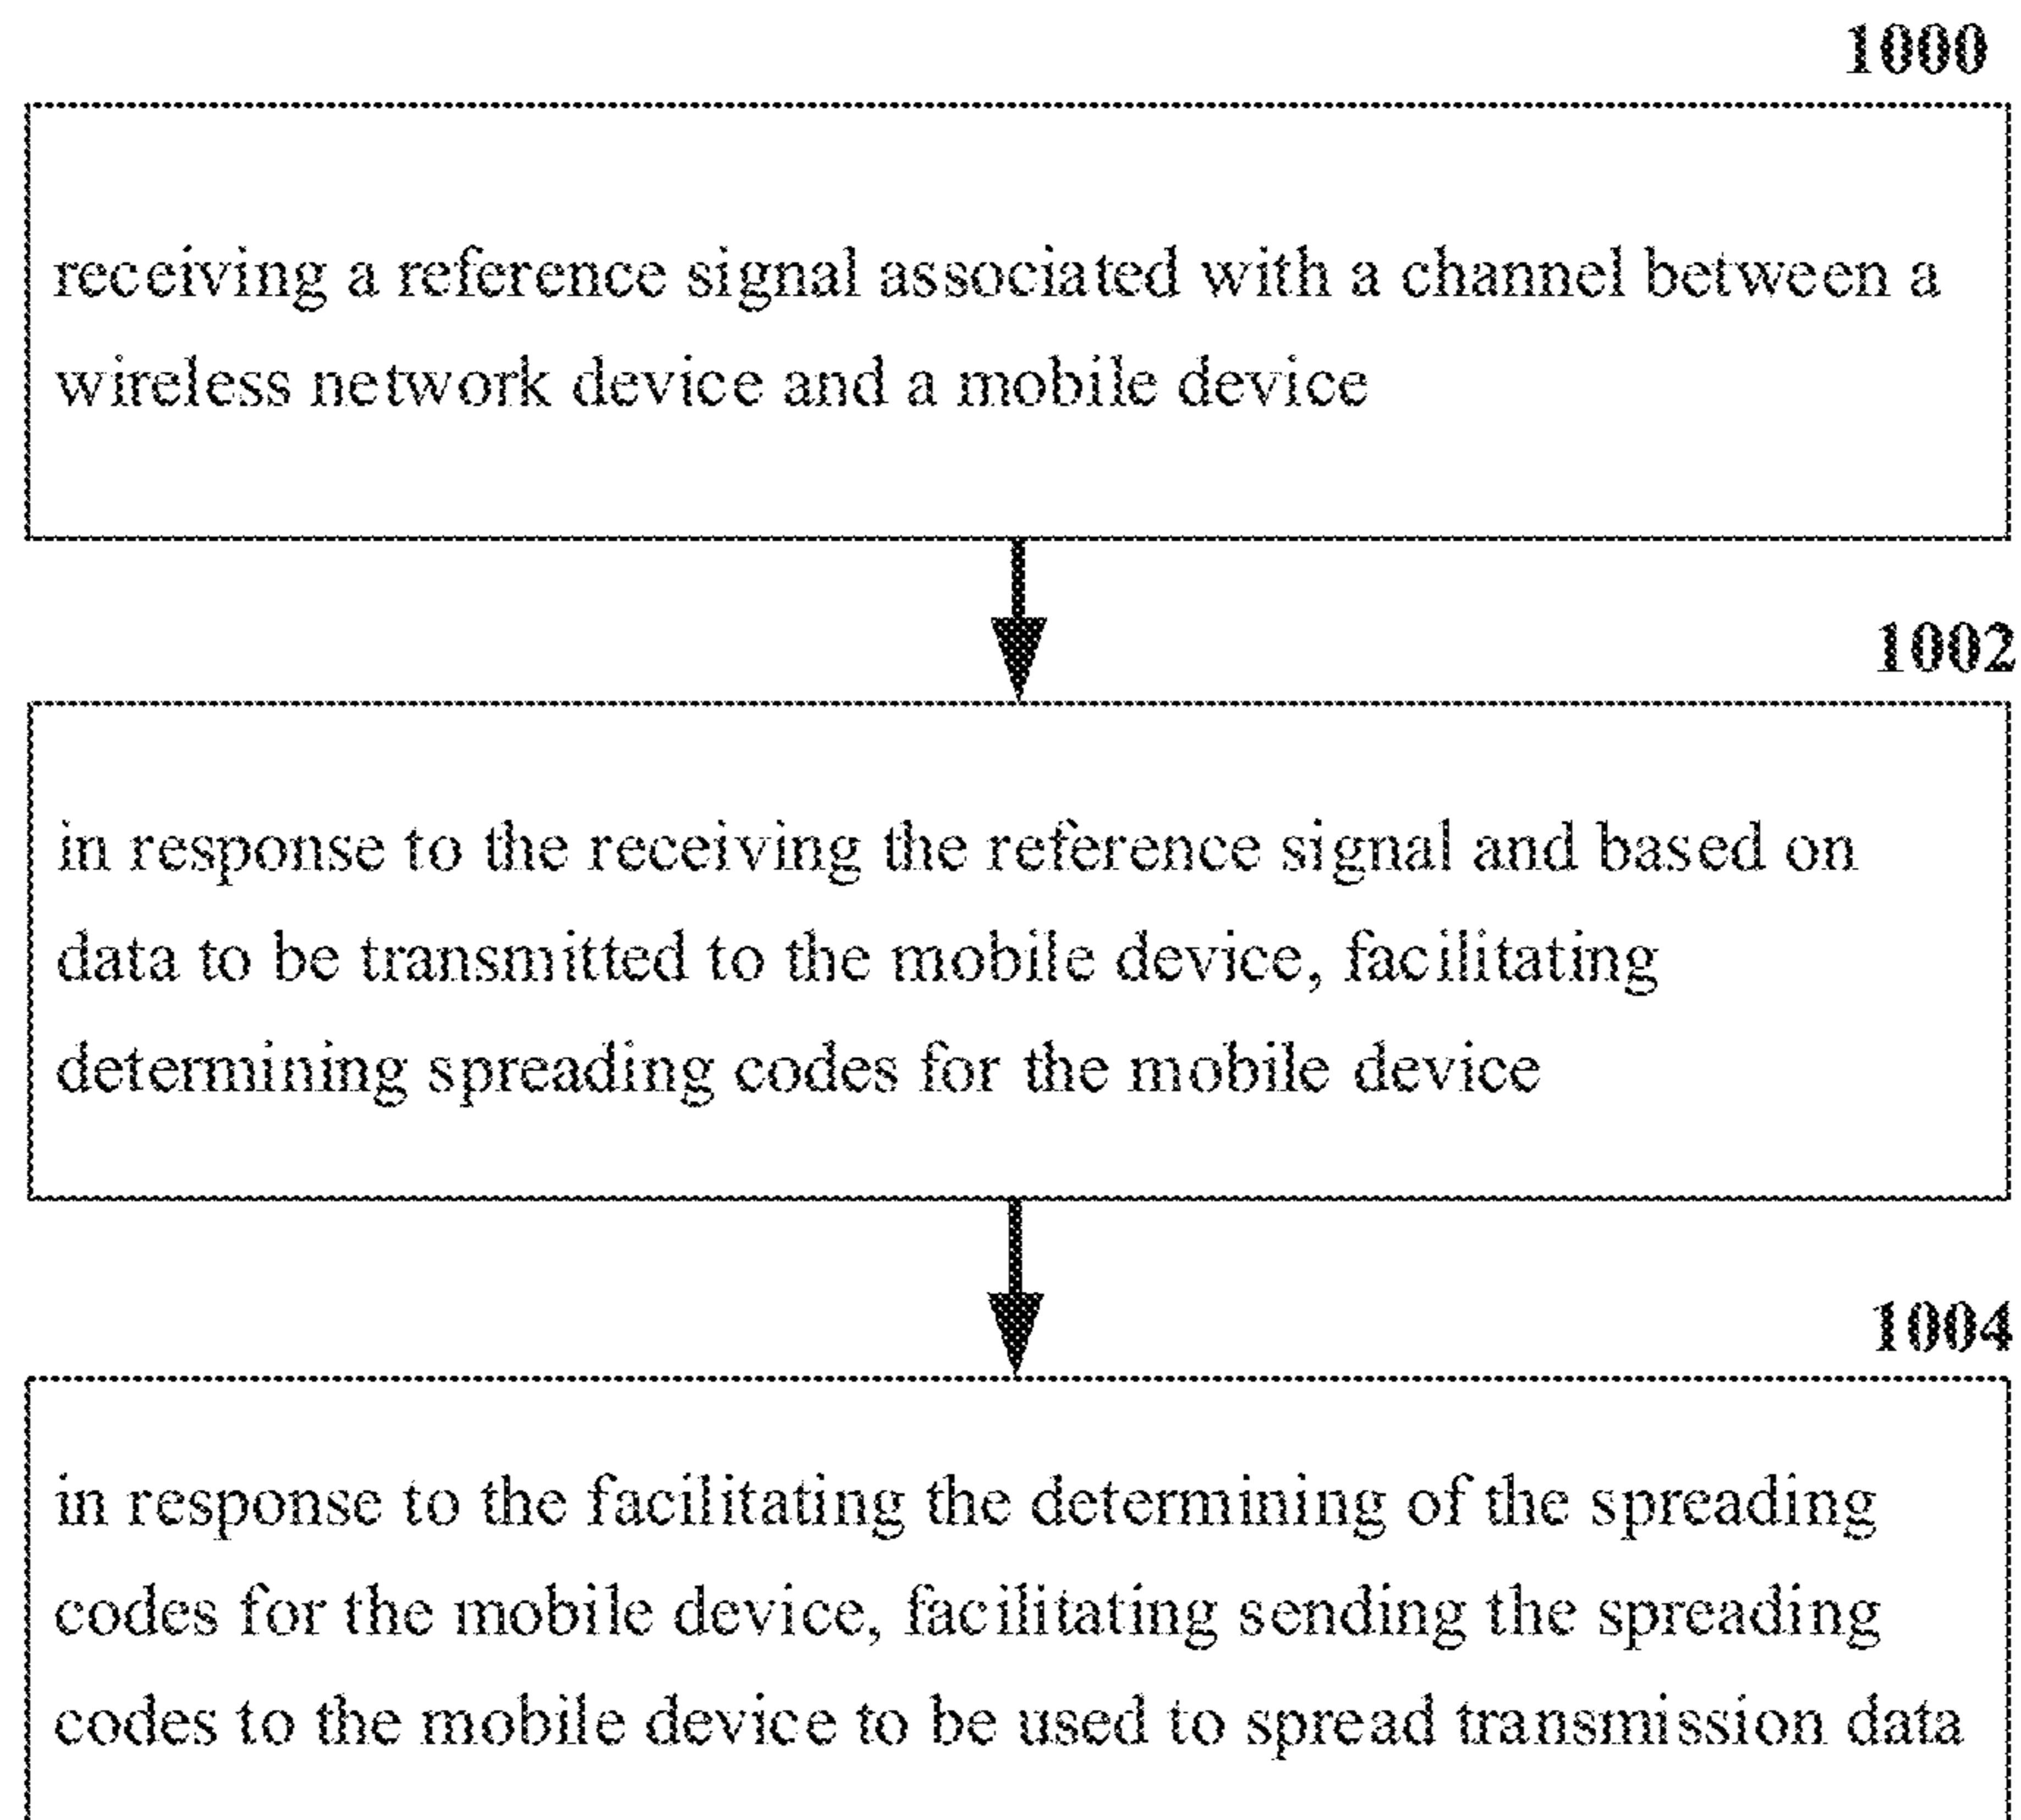 1000
receiving a reference signal associated with a channel between a
wireless network device and a mobile device
1002
in response to the receiving the reference signal and based on
data to be transmitted to the mobile device, facilitating
determining spreading codes for the mobile device
1004
in response to the facilitating the determining of the spreading
codes for the mobile device, facilitating sending the spreading
codes to the mobile device to be used to spread transmission data